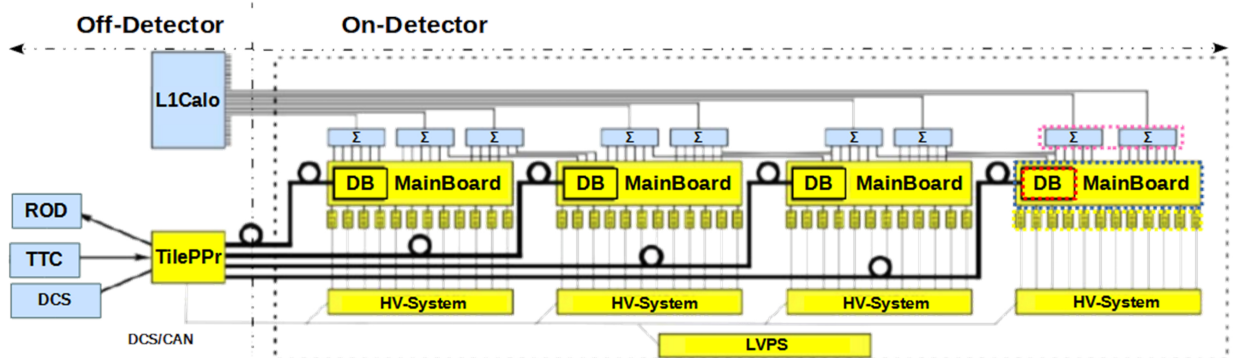 Off-Detector
On-Detector
L1Calo
Σ Σ Σ Σ Σ Σ Σ Σ Σ
DB MainBoard DB MainBoard DB MainBoard DB MainBoard
ROD
TTC
DCS
TilePPr
HV-System HV-System HV-System HV-System
DCS/CAN
LVPS